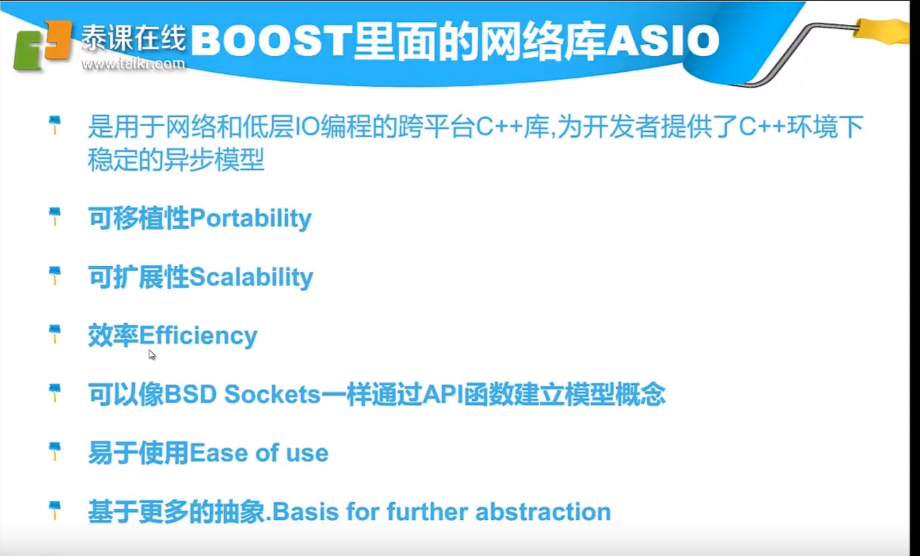 泰课在线
www.teikr.com
BOOST里面的网络库ASIO
是用于网络和低层IO编程的跨平台C++库,为开发者提供了C++环境下
稳定的异步模型
可移植性Portability
可扩展性Scalability
效率Efficiency
可以像BSD Sockets一样通过API函数建立模型概念
易于使用Ease of use
基于更多的抽象.Basis for further abstraction